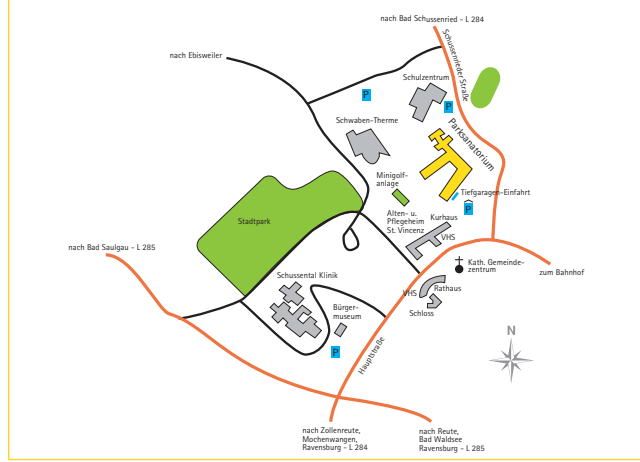 nach Bad Schussenried – L 284
nach Ebisweiler
Schussenrieder Straße
Schulzentrum
P
P
Schwaben-Therme
Parksanatorium
Minigolf-
anlage
Tiefgaragen-Einfahrt
P
Stadtpark
Alten- u.
Pflegeheim
St. Vincenz
Kurhaus
VHS
nach Bad Saulgau – L 285
Kath. Gemeinde-
zentrum
zum Bahnhof
Schussental Klinik
VHS
Rathaus
Schloss
Bürger-
museum
P
Hauptstraße
N
nach Zollenreute,
Mochenwangen,
Ravensburg – L 284
nach Reute,
Bad Waldsee
Ravensburg – L 285